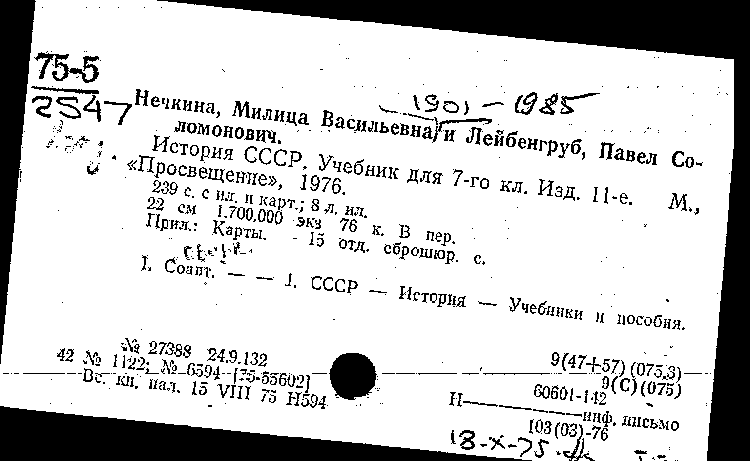 75-5
2547
1901 - 1985
Нечкина, Милица Васильевна, и Лейбенгруб, Павел Со-
ломонович.
История СССР. Учебник для 7-го кл. Изд. 11-е. М.,
«Просвещение», 1976.
239 с. с ил. и карт.; 8 л. ил.
22 см 1.700.000 экз 76 к. В пер.
Прил.: Карты. - 15 отд. сброшюр. с.
1. Соавт. — — 1. СССР — История — Учебники и пособия.
№ 27388 24.9.132
42 № 1122; № 6594 [75-55602]
Вс. кн. пал. 15 VIII 75 Н594
9(47+57)(075.3)
9(С)(075)
60601-142
Н— —инф. письмо
103(03)-76
18-X-75